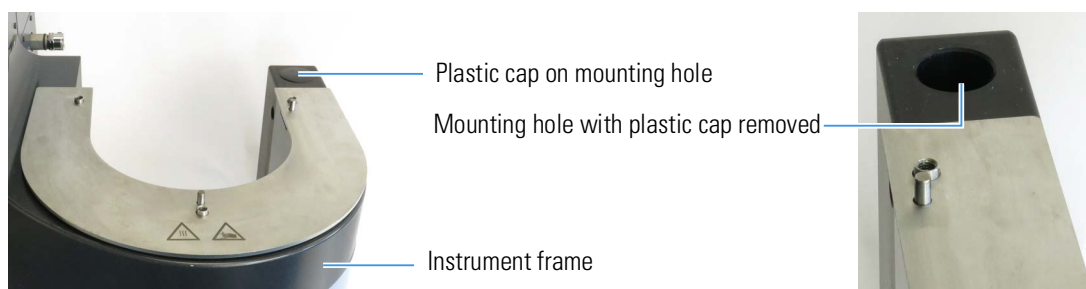 Plastic cap on mounting hole
Mounting hole with plastic cap removed
Instrument frame